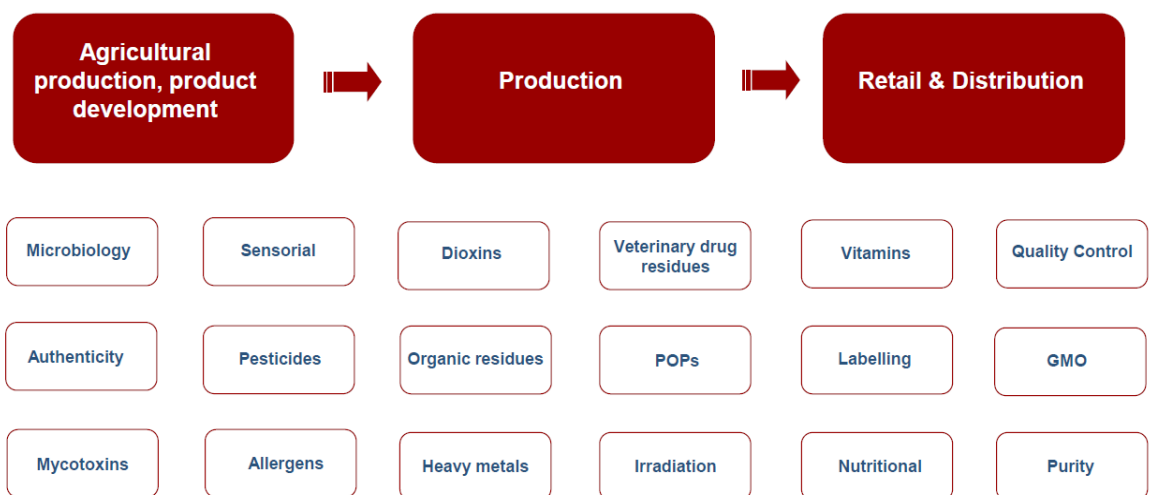 Agricultural
production, product
development
Production
Retail & Distribution
Microbiology
Sensorial
Dioxins
Veterinary drug
residues
Vitamins
Quality Control
Authenticity
Pesticides
Organic residues
POPs
Labelling
GMO
Mycotoxins
Allergens
Heavy metals
Irradiation
Nutritional
Purity